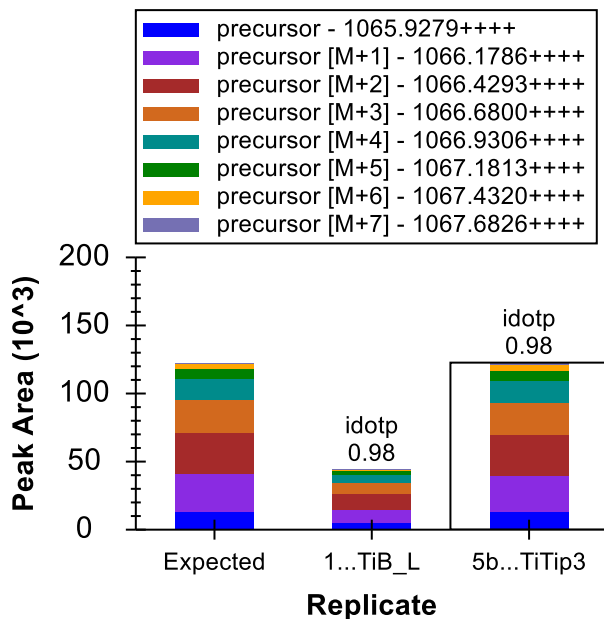 precursor - 1065.9279++++
precursor [M+1] - 1066.1786++++
precursor [M+2] - 1066.4293++++
precursor [M+3] - 1066.6800++++
precursor [M+4] - 1066.9306++++
precursor [M+5] - 1067.1813++++
precursor [M+6] - 1067.4320++++
precursor [M+7] - 1067.6826++++
Peak Area (10^3)
200
150
100
50
0
idotp
0.98
idotp
0.98
Expected
1...TiB_L
5b...TiTip3
Replicate